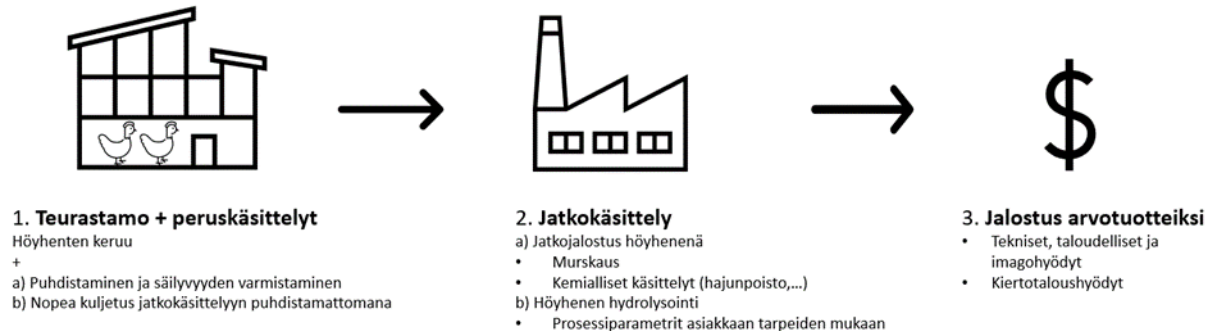 1. Teurastamo + peruskäsittelyt
Höyhenten keruu
+
a) Puhdistaminen ja säilyvyyden varmistaminen
b) Nopea kuljetus jatkokäsittelyyn puhdistamattomana
2. Jatkokäsittely
a) Jatkojalostus höyhenenä
• Murskaus
• Kemialliset käsittelyt (hajunpoisto,...)
b) Höyhenen hydrolysointi
• Prosessiparametrit asiakkaan tarpeiden mukaan
$
3. Jalostus arvotuotteiksi
• Tekniset, taloudelliset ja
imagohyödyt
• Kiertotaloushyödyt